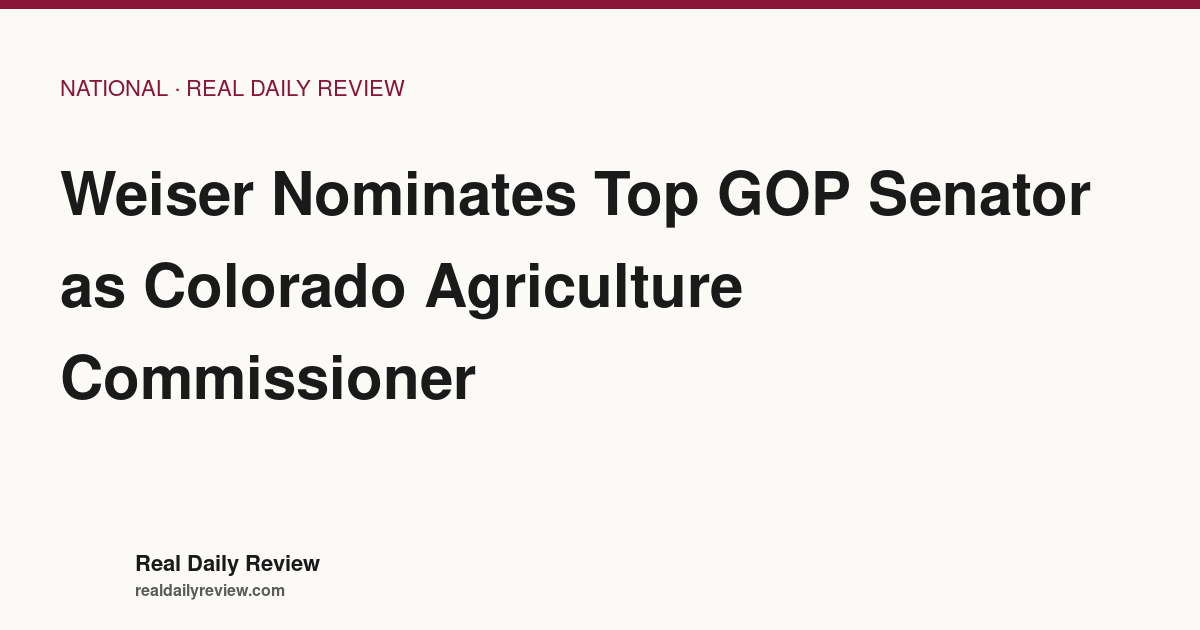 NATIONAL · REAL DAILY REVIEW
Weiser Nominates Top GOP Senator
as Colorado Agriculture
Commissioner
Real Daily Review
realdailyreview.com